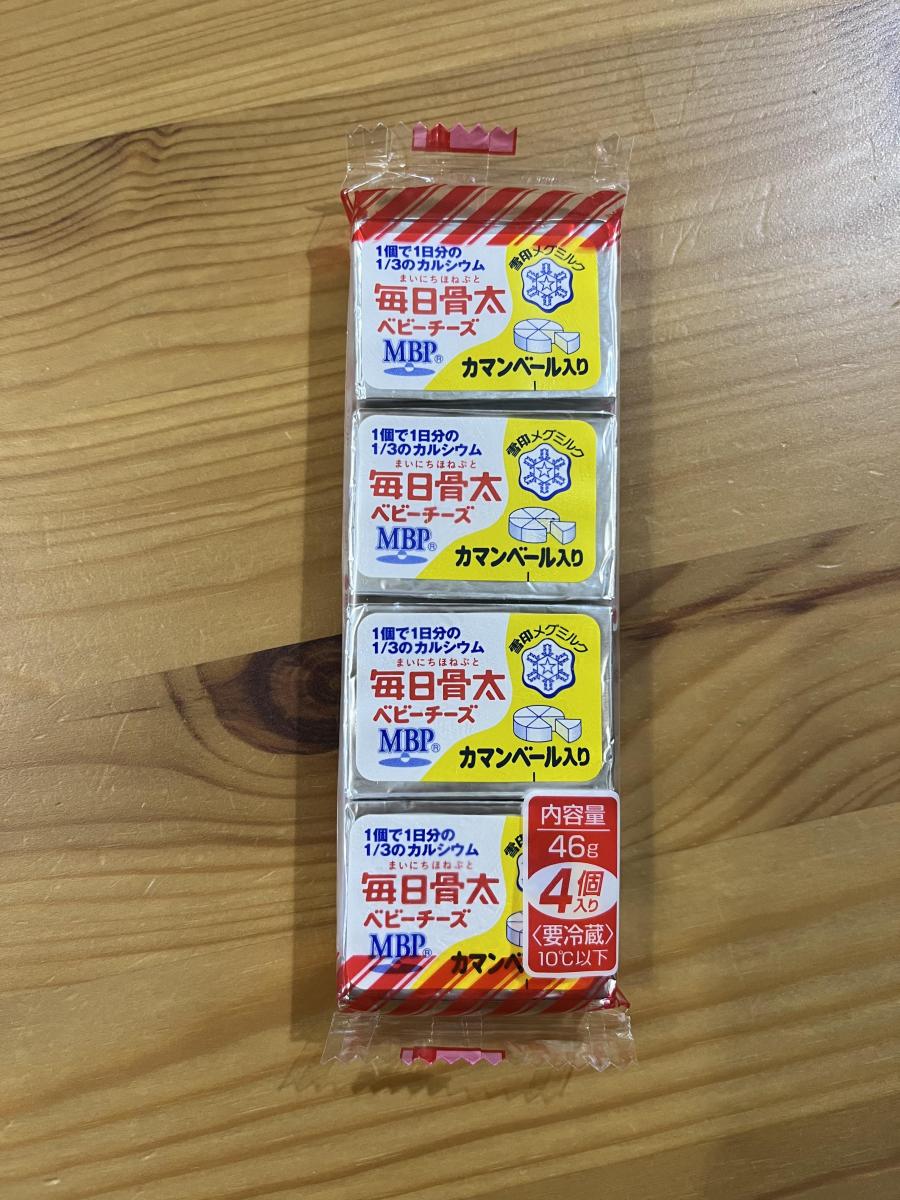 1個で1日分の
1/3のカルシウム
まいにちほねぶと
毎日骨太
ベビーチーズ
MBP®
雪印メグミルク
カマンベール入り
1個で1日分の
1/3のカルシウム
まいにちほねぶと
毎日骨太
ベビーチーズ
MBP®
雪印メグミルク
カマンベール入り
1個で1日分の
1/3のカルシウム
まいにちほねぶと
毎日骨太
ベビーチーズ
MBP®
雪印メグミルク
カマンベール入り
1個で1日分の
1/3のカルシウム
まいにちほねぶと
毎日骨太
ベビーチーズ
MBP®
雪印
カマンベ
内容量
46g
4個
入り
〈要冷蔵〉
10℃以下